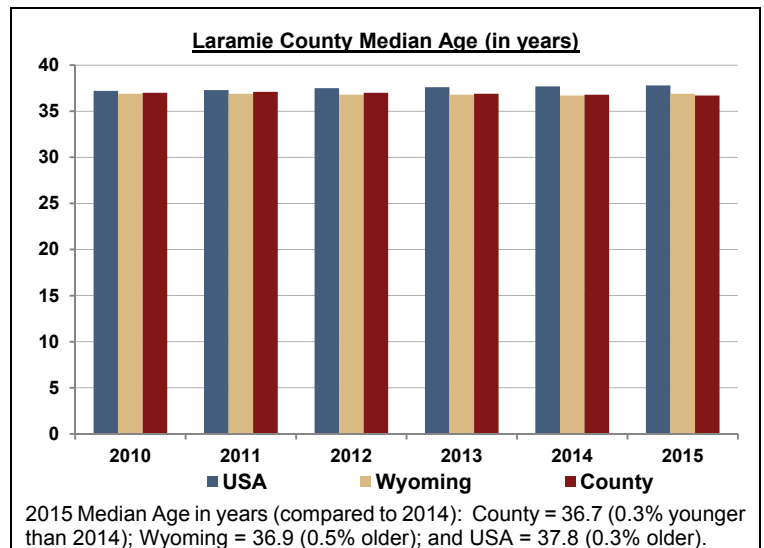 Laramie County Median Age (in years)
40
35
30
25
20
15
10
5
0
2010 2011 2012 2013 2014 2015
USA Wyoming County
2015 Median Age in years (compared to 2014): County = 36.7 (0.3% younger
than 2014); Wyoming = 36.9 (0.5% older); and USA = 37.8 (0.3% older).